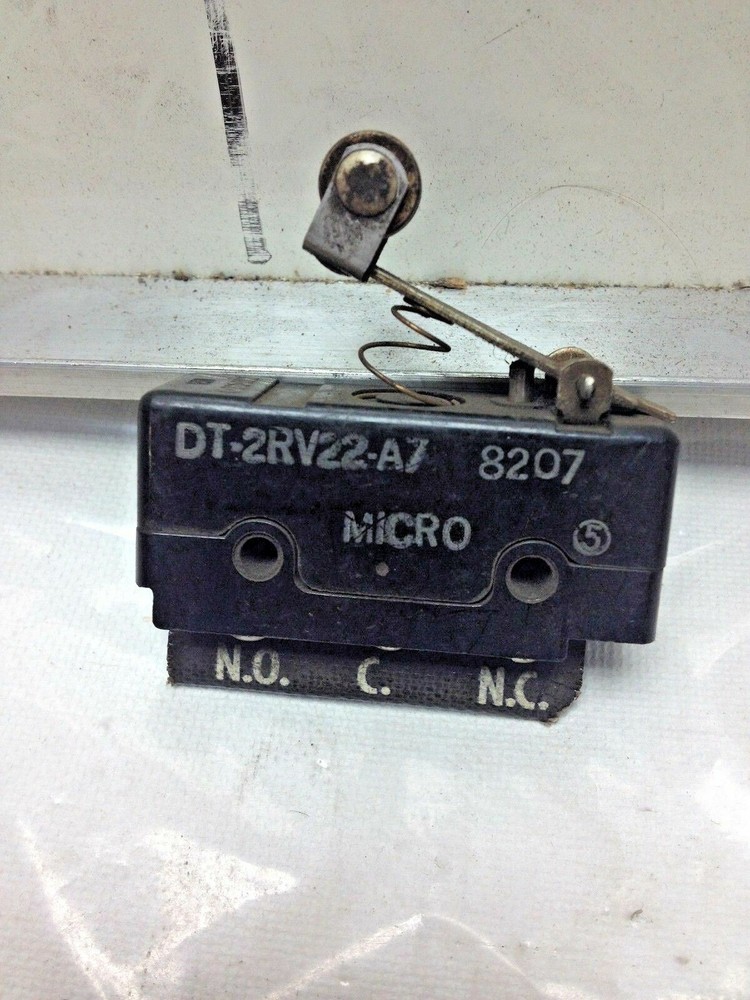 DT-2RV22-A7 8207
MICRO 5
N.O. C. N.C.